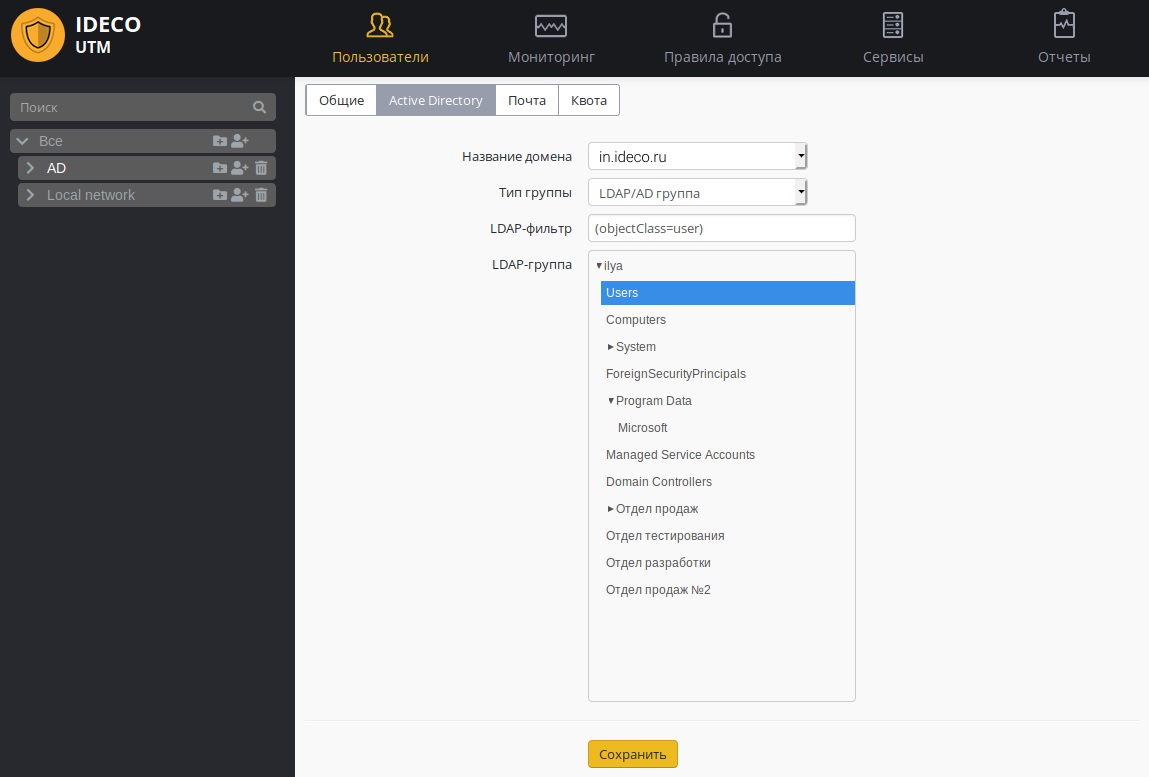 IDECO
UTM
Пользователи
Мониторинг
Правила доступа
Сервисы
Отчеты
Поиск
Все
AD
Local network
Общие
Active Directory
Почта
Квота
Название домена
in.ideco.ru
Тип группы
LDAP/AD группа
LDAP-фильтр
(objectClass=user)
LDAP-группа
ilya
Users
Computers
System
ForeignSecurityPrincipals
Program Data
Microsoft
Managed Service Accounts
Domain Controllers
Отдел продаж
Отдел тестирования
Отдел разработки
Отдел продаж №2
Сохранить